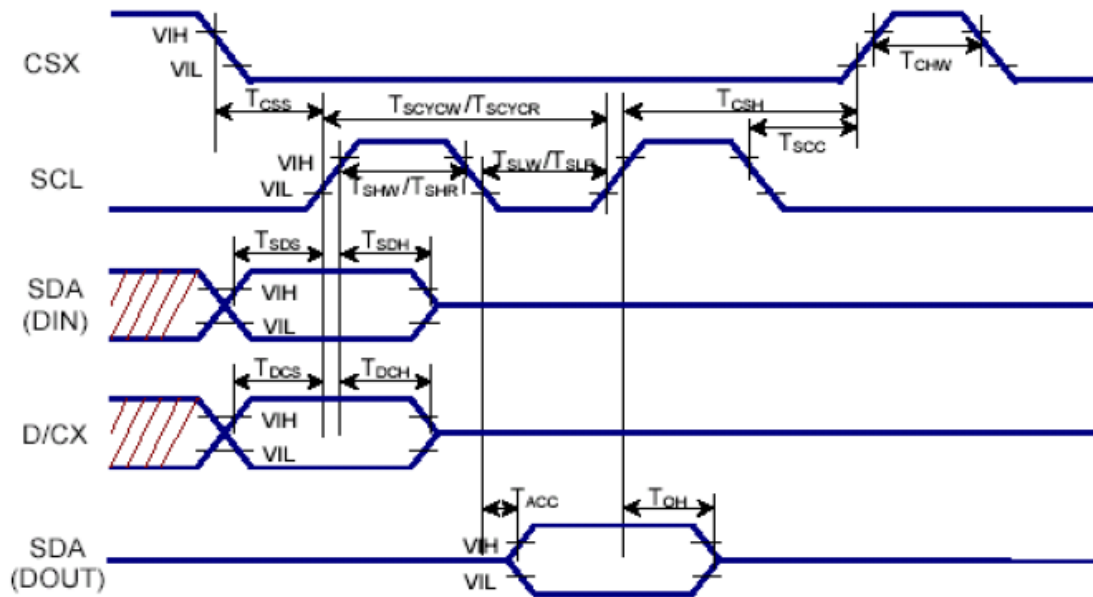 VIH
CSX
VIL
TCHW
TCSS
TSCYCW/TSCYCR
TCSH
TSCC
VIH
TSLW/TSLR
SCL
VIL
TSHW/TSHR
TSDS
TSDH
SDA
(DIN)
VIH
VIL
TDCS
TDCH
D/CX
VIH
VIL
TACC
TOH
SDA
(DOUT)
VIH
VIL